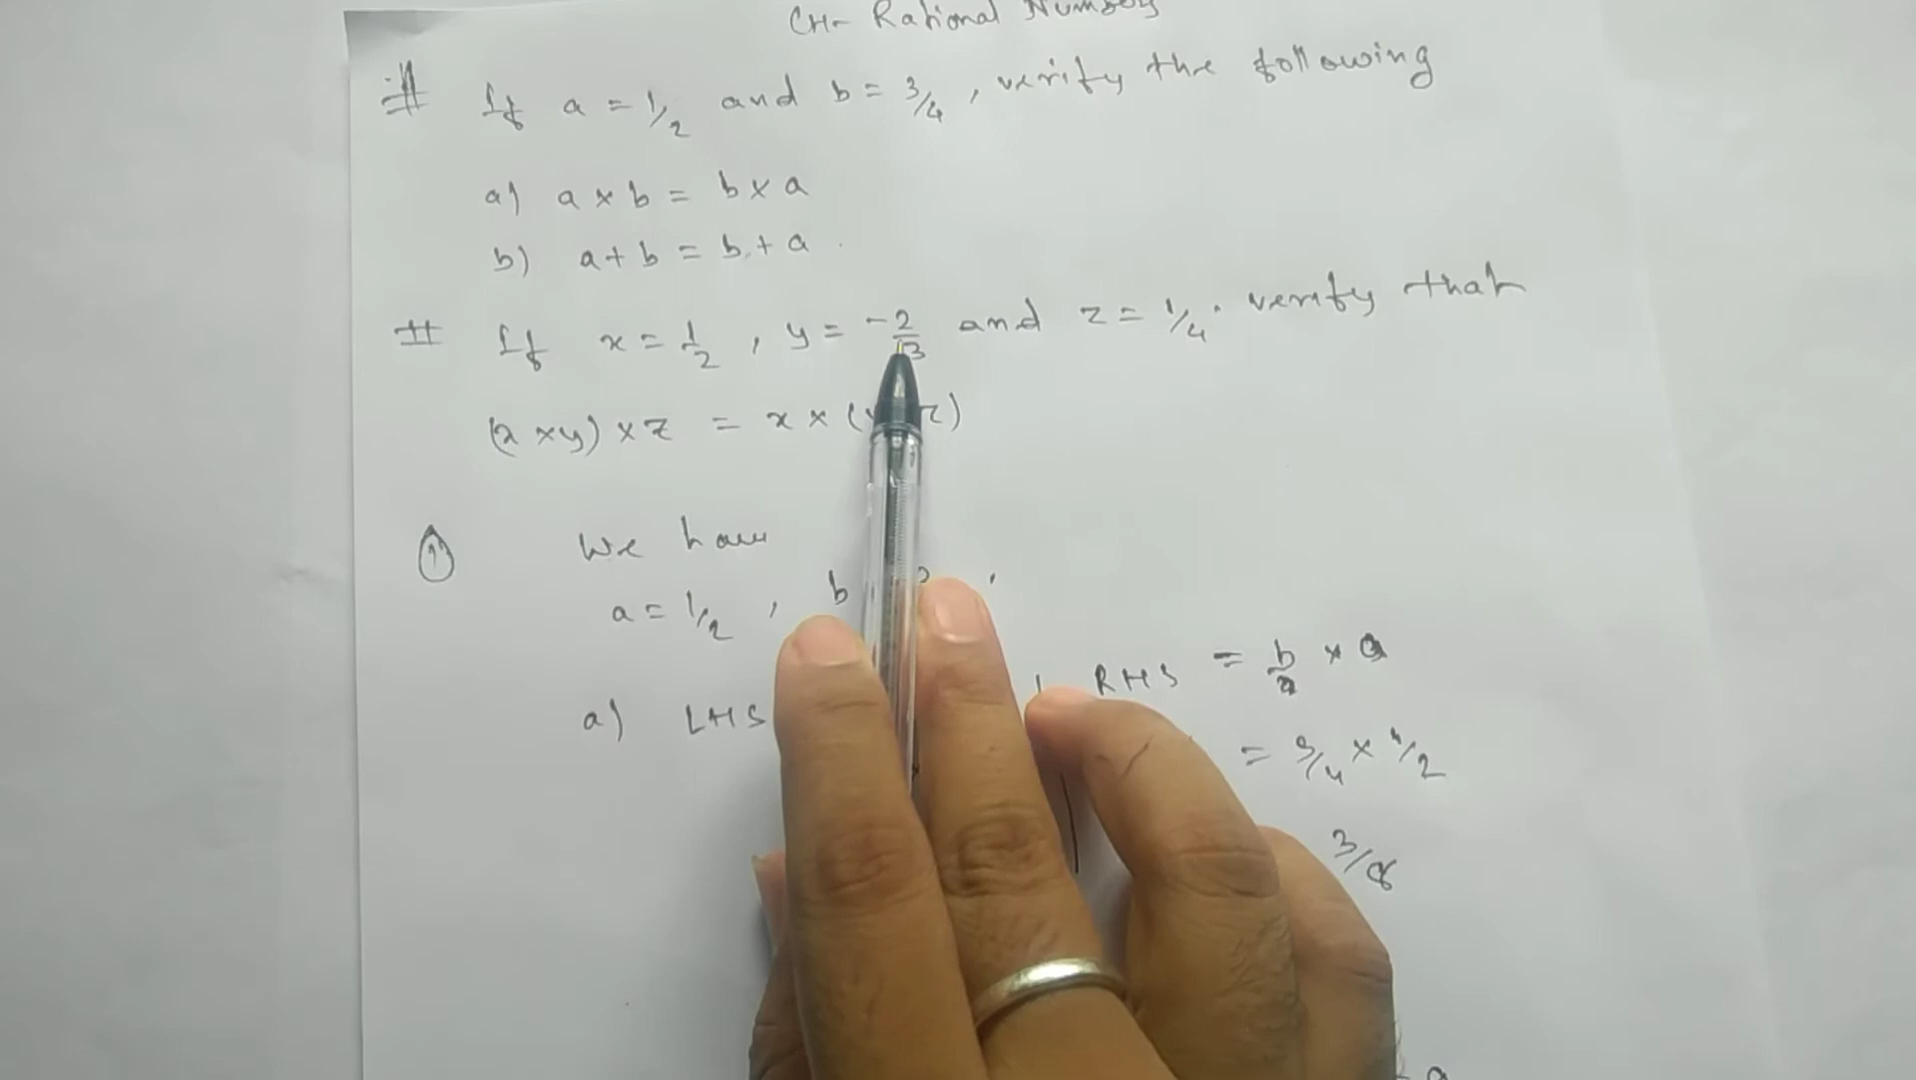 CH- Rational Numbers
# If a = 1/2 and b = 3/4, verify the following
a) a × b = b × a
b) a + b = b + a
# If x = 1/2, y = -2/3 and z = 1/4. verify that
(x × y) × z = x × ( z)
① We have
a = 1/2, b
a) LHS RHS = b/a × a
= 3/4 × 1/2
3/8